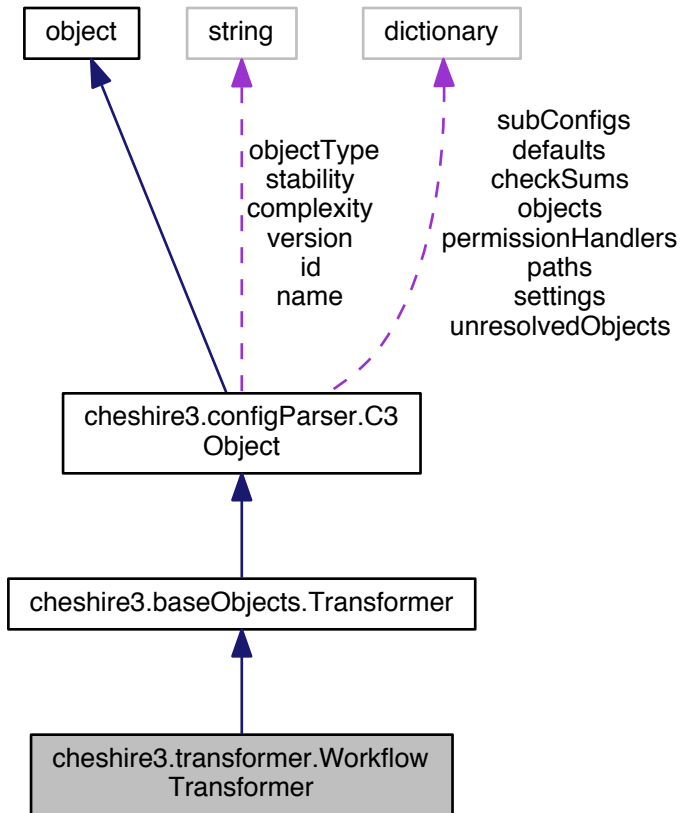 object
string
dictionary
objectType
stability
complexity
version
id
name
subConfigs
defaults
checkSums
objects
permissionHandlers
paths
settings
unresolvedObjects
cheshire3.configParser.C3
Object
cheshire3.baseObjects.Transformer
cheshire3.transformer.Workflow
Transformer